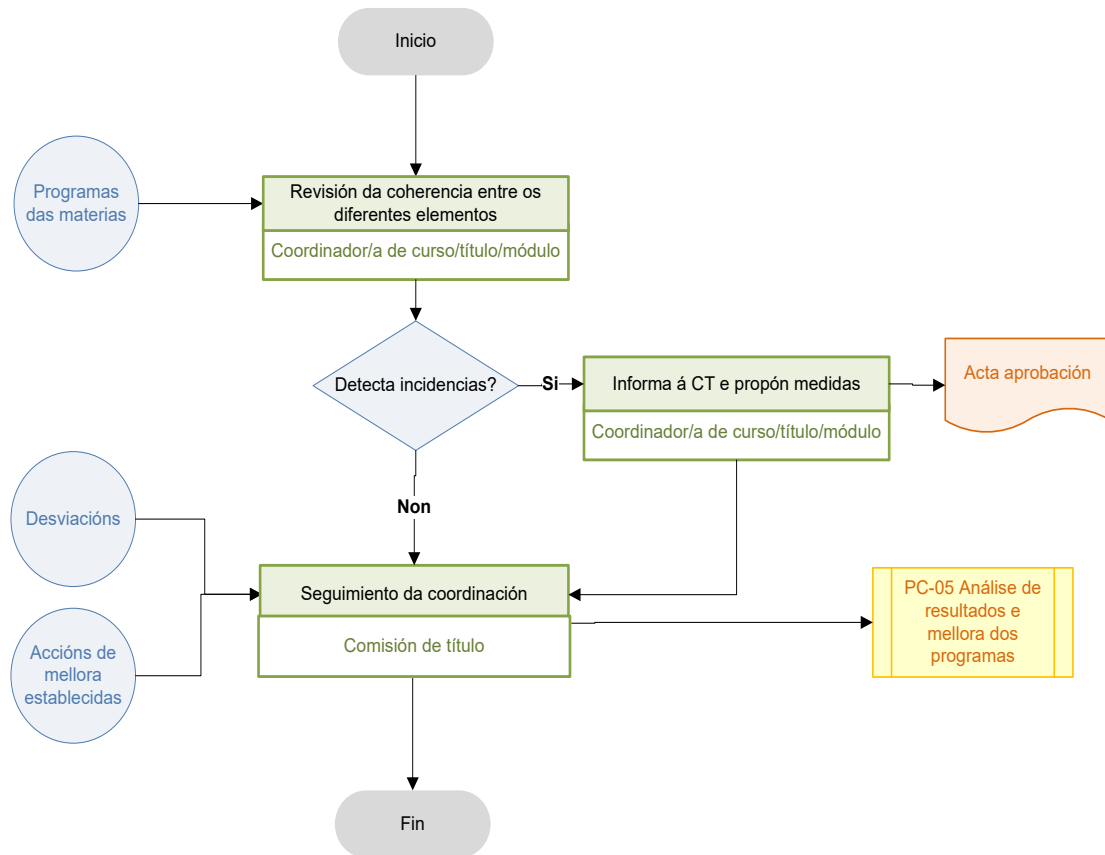 Inicio
Programas
das materias
Revisión da coherencia entre os
diferentes elementos
Coordinador/a de curso/título/módulo
Detecta incidencias?
Si
Informa á CT e propón medidas
Coordinador/a de curso/título/módulo
Acta aprobación
Non
Desviacións
Seguimiento da coordinación
Comisión de título
Accións de
mellora
establecidas
PC-05 Análise de
resultados e
mellora dos
programas
Fin